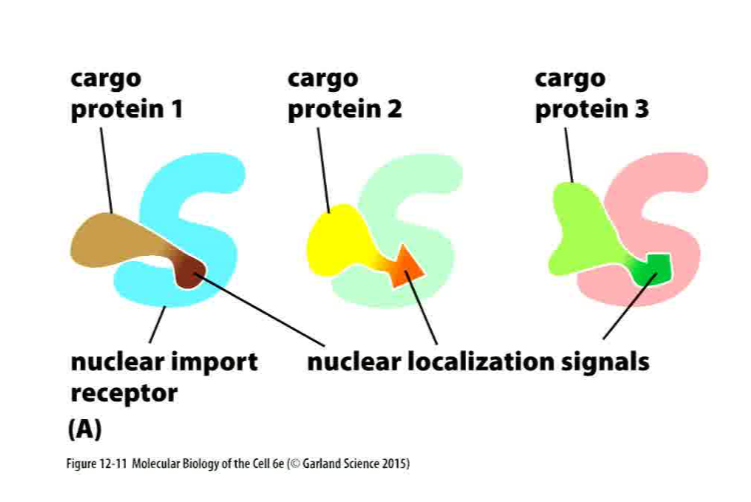 cargo
protein 1
cargo
protein 2
cargo
protein 3
nuclear import
receptor
nuclear localization signals
(A)
Figure 12-11 Molecular Biology of the Cell 6e (© Garland Science 2015)